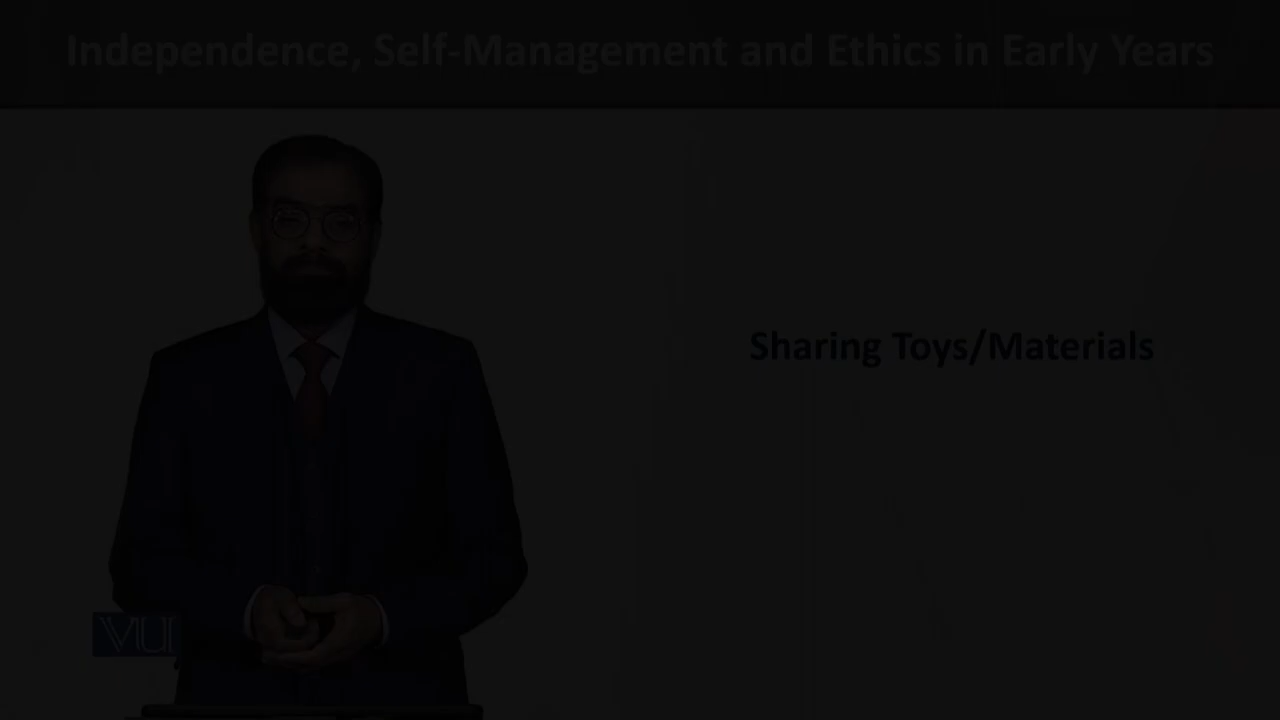 Independence, Self-Management and Ethics in Early Years
Sharing Toys/Materials
VU